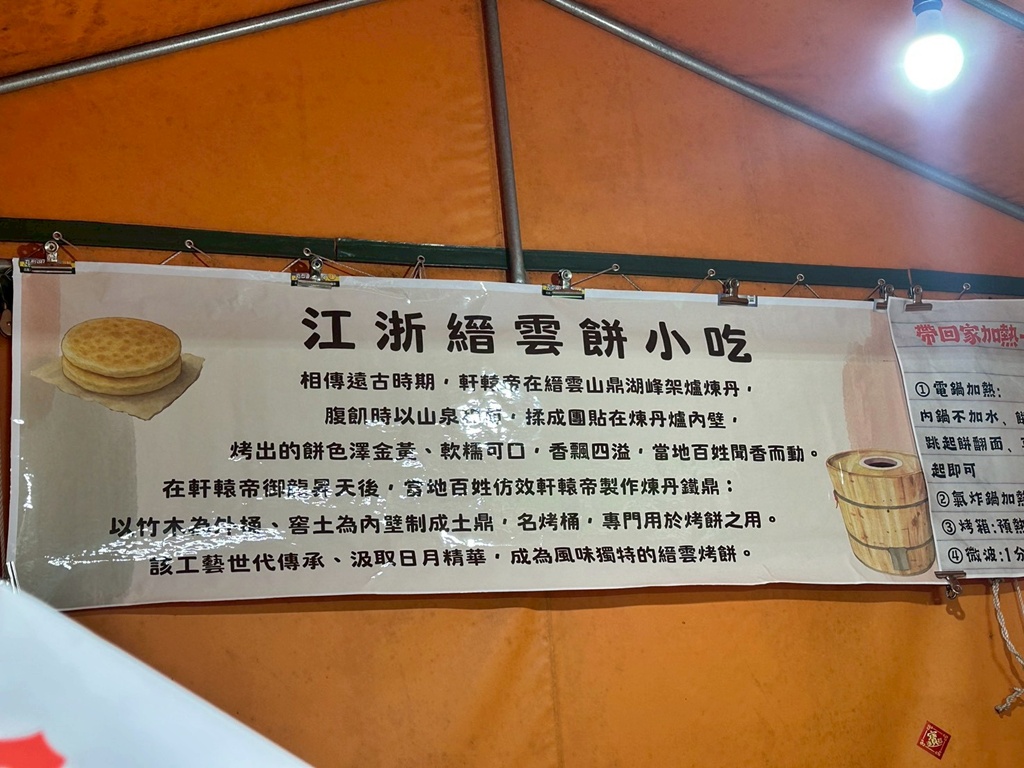 江浙縉雲餅小吃
相傳遠古時期，軒轅帝在縉雲山鼎湖峰架爐煉丹，
腹飢時以山泉和麵，揉成團貼在煉丹爐內壁，
烤出的餅色澤金黃、軟糯可口，香飄四溢，當地百姓聞香而動。
在軒轅帝御龍昇天後，當地百姓仿效軒轅帝製作煉丹鐵鼎：
以竹木為外桶、窖土為內壁制成土鼎，名烤桶，專門用於烤餅之用。
該工藝世代傳承、汲取日月精華，成為風味獨特的縉雲烤餅。
帶回家加熱
①電鍋加熱：
內鍋不加水、
跳起餅翻面、
起即可
②氣炸鍋加熱
③烤箱：預熱
④微波：1分